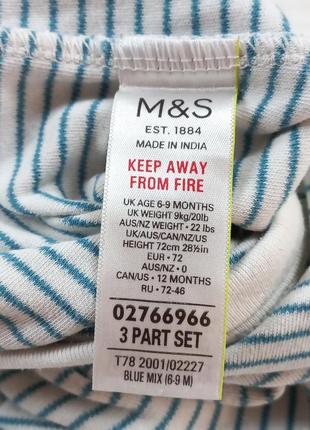 M&S
EST. 1884
MADE IN INDIA
KEEP AWAY
FROM FIRE
UK AGE 6-9 MONTHS
UK WEIGHT 9kg/20lb
AUS/NZ WEIGHT • 22 lbs
UK/AUS/CAN/NZ/US
HEIGHT 72cm 28½in
EUR • 72
AUS/NZ • 0
CAN/US • 12 MONTHS
RU • 72-46
02766966
3 PART SET
T78 2001/02227
BLUE MIX (6-9 M)